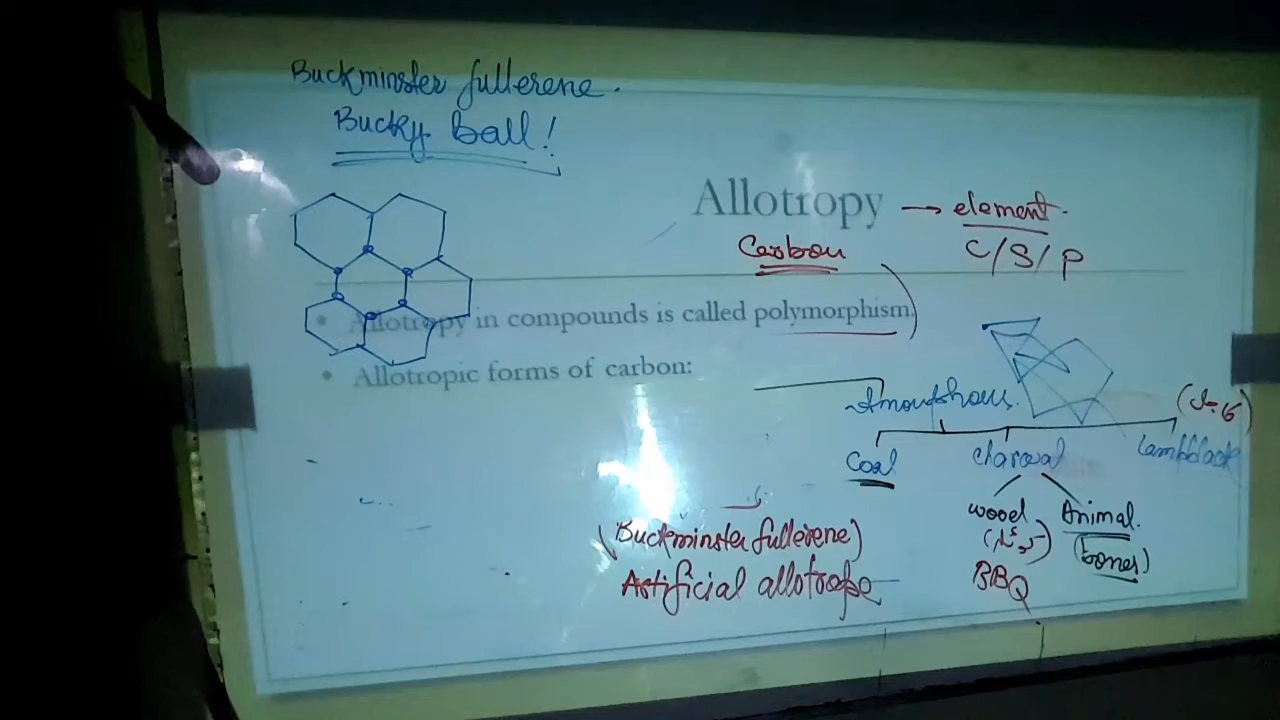 Buckminster fullerene.
Bucky ball!
Allotropy → element.
Carbon
C/S/P
• Allotropy in compounds is called polymorphism.
• Allotropic forms of carbon:
Amorphous.
Coal
Charcoal
Lampblack
wood
Animal.
(bones)
BBQ
(Buckminster fullerene)
Artificial allotrope